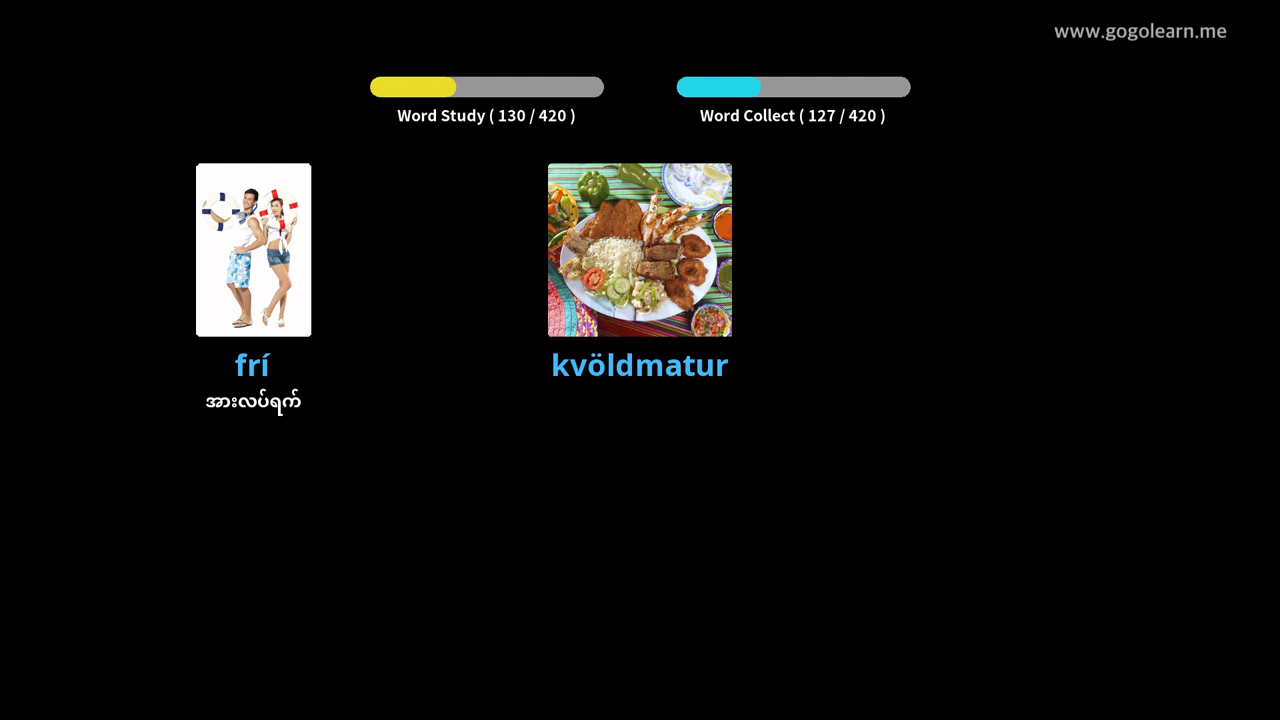 www.gogolearn.me
Word Study ( 130 / 420 )
Word Collect ( 127 / 420 )
frí
kvöldmatur
အားလပ်ရက်